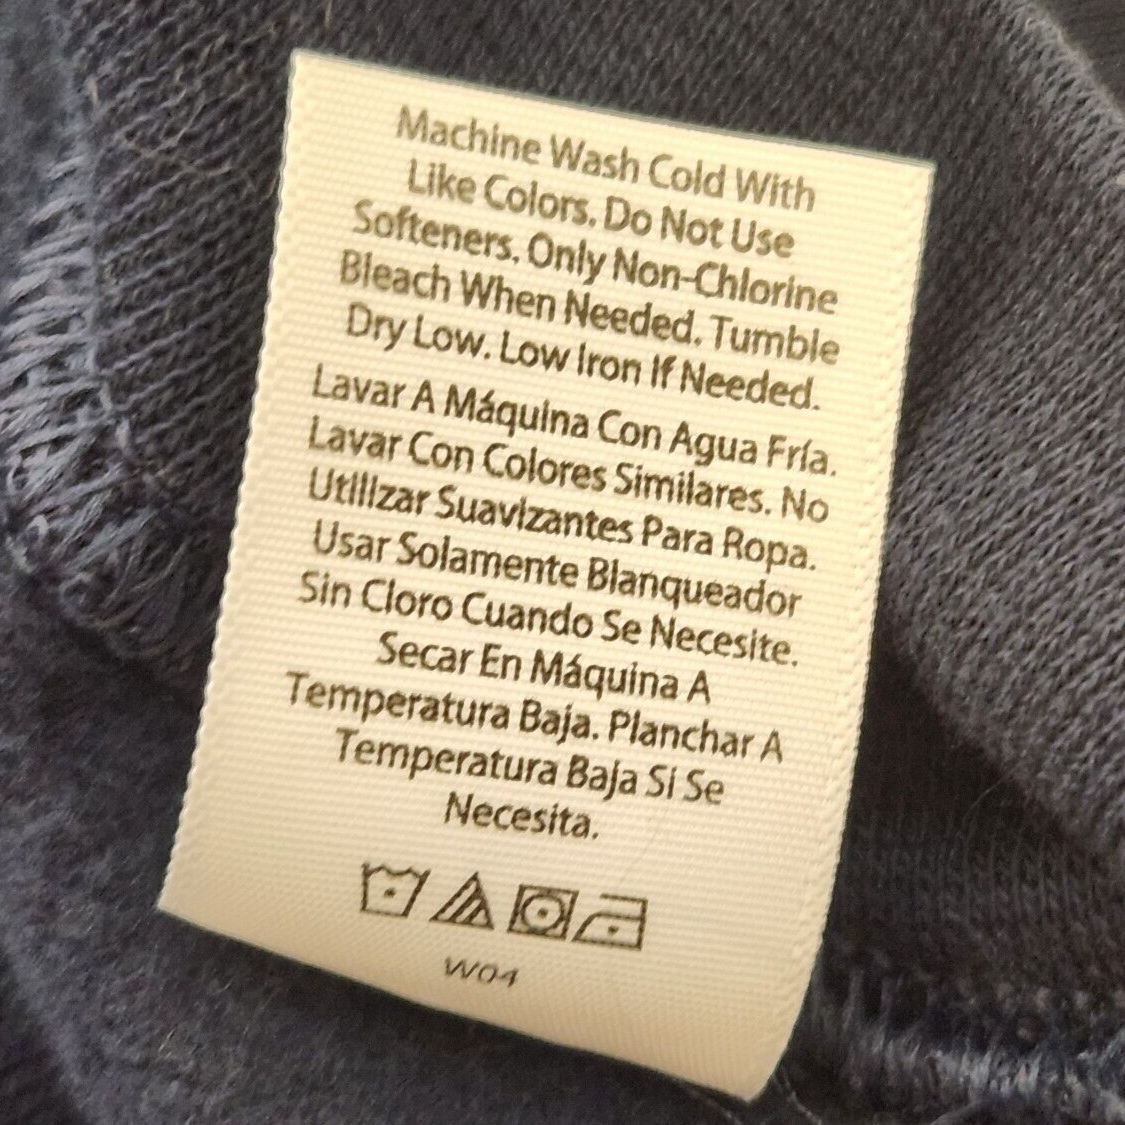 Machine Wash Cold With
Like Colors. Do Not Use
Softeners. Only Non-Chlorine
Bleach When Needed. Tumble
Dry Low. Low Iron If Needed.
Lavar A Máquina Con Agua Fría.
Lavar Con Colores Similares. No
Utilizar Suavizantes Para Ropa.
Usar Solamente Blanqueador
Sin Cloro Cuando Se Necesite.
Secar En Máquina A
Temperatura Baja. Planchar A
Temperatura Baja Si Se
Necesita.
W04